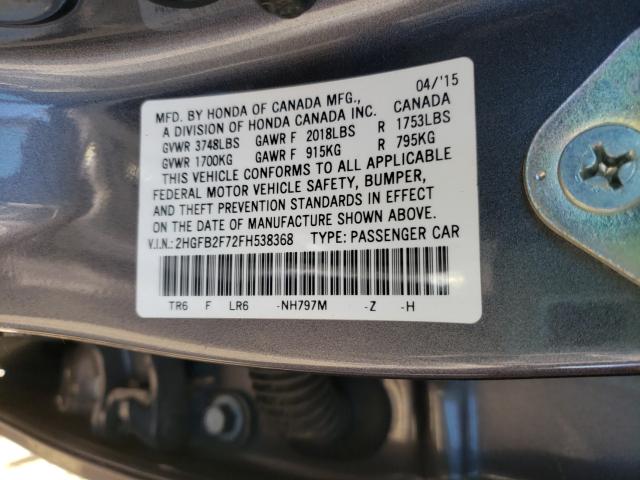 04/'15
MFD. BY HONDA OF CANADA MFG., CANADA
A DIVISION OF HONDA CANADA INC.
GVWR 3748LBS GAWR F 2018LBS R 1753LBS
GVWR 1700KG GAWR F 915KG R 795KG
THIS VEHICLE CONFORMS TO ALL APPLICABLE
FEDERAL MOTOR VEHICLE SAFETY, BUMPER,
AND THEFT PREVENTION STANDARDS IN EFFECT
ON THE DATE OF MANUFACTURE SHOWN ABOVE.
V.I.N.: 2HGFB2F72FH538368 TYPE: PASSENGER CAR
TR6 F LR6 -NH797M -Z -H